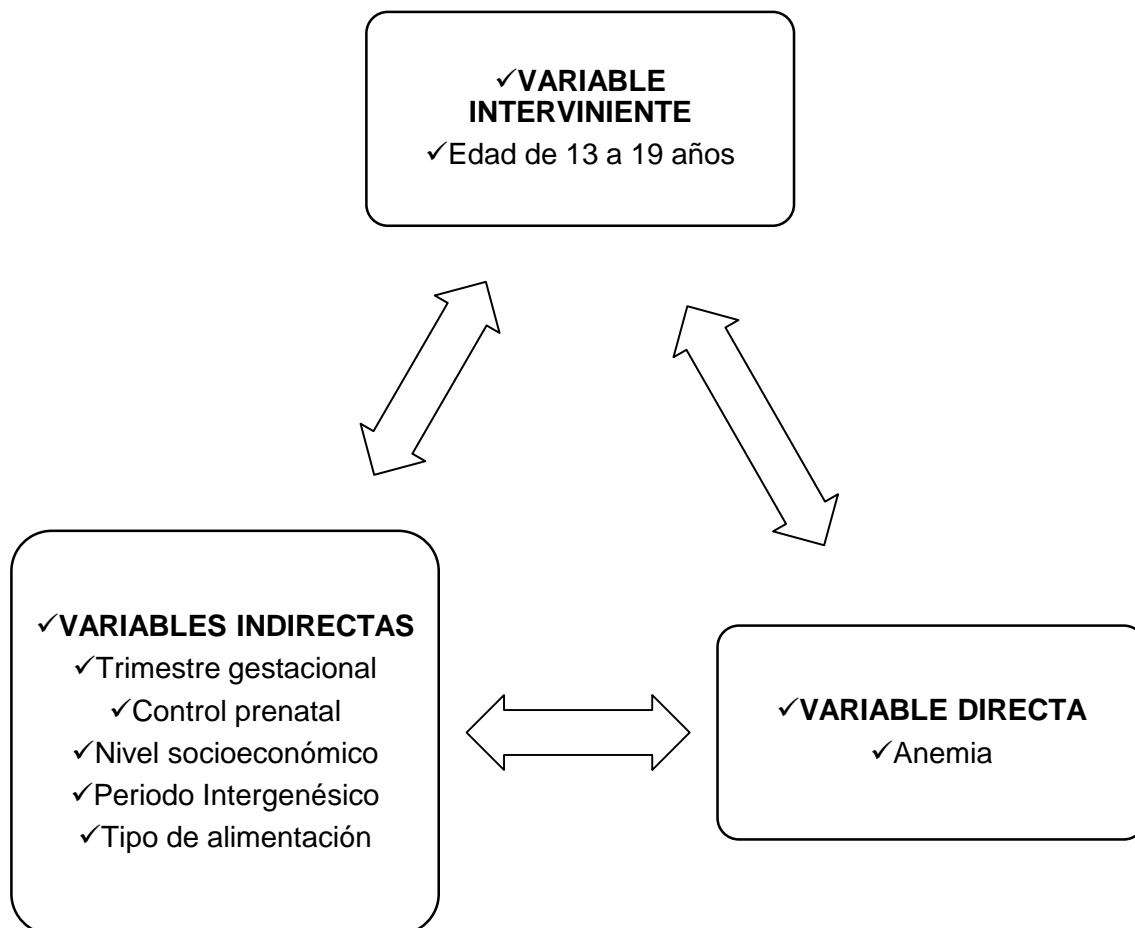 ✓VARIABLE
INTERVINIENTE
✓Edad de 13 a 19 años
✓VARIABLES INDIRECTAS
✓Trimestre gestacional
✓Control prenatal
✓Nivel socioeconómico
✓Periodo Intergenésico
✓Tipo de alimentación
✓VARIABLE DIRECTA
✓Anemia